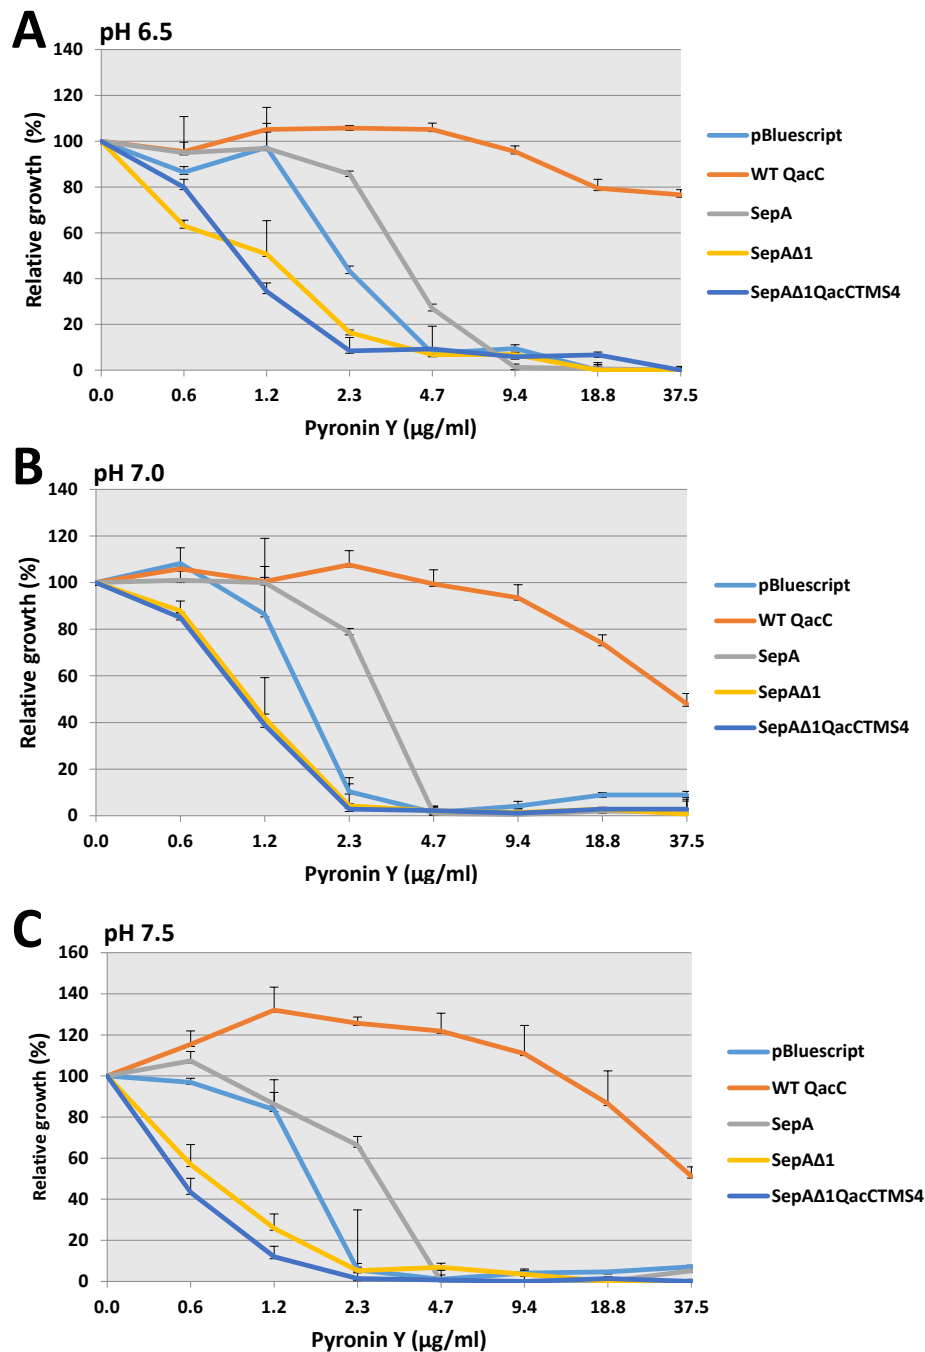 A
pH 6.5
140
120
100
80
60
40
20
0
Relative growth (%)
0.0 0.6 1.2 2.3 4.7 9.4 18.8 37.5
Pyronin Y (µg/ml)
pBluescript
WT QacC
SepA
SepAΔ1
SepAΔ1QacCTMS4
B
pH 7.0
140
120
100
80
60
40
20
0
Relative growth (%)
0.0 0.6 1.2 2.3 4.7 9.4 18.8 37.5
Pyronin Y (µg/ml)
pBluescript
WT QacC
SepA
SepAΔ1
SepAΔ1QacCTMS4
C
pH 7.5
160
140
120
100
80
60
40
20
0
Relative growth (%)
0.0 0.6 1.2 2.3 4.7 9.4 18.8 37.5
Pyronin Y (µg/ml)
pBluescript
WT QacC
SepA
SepAΔ1
SepAΔ1QacCTMS4